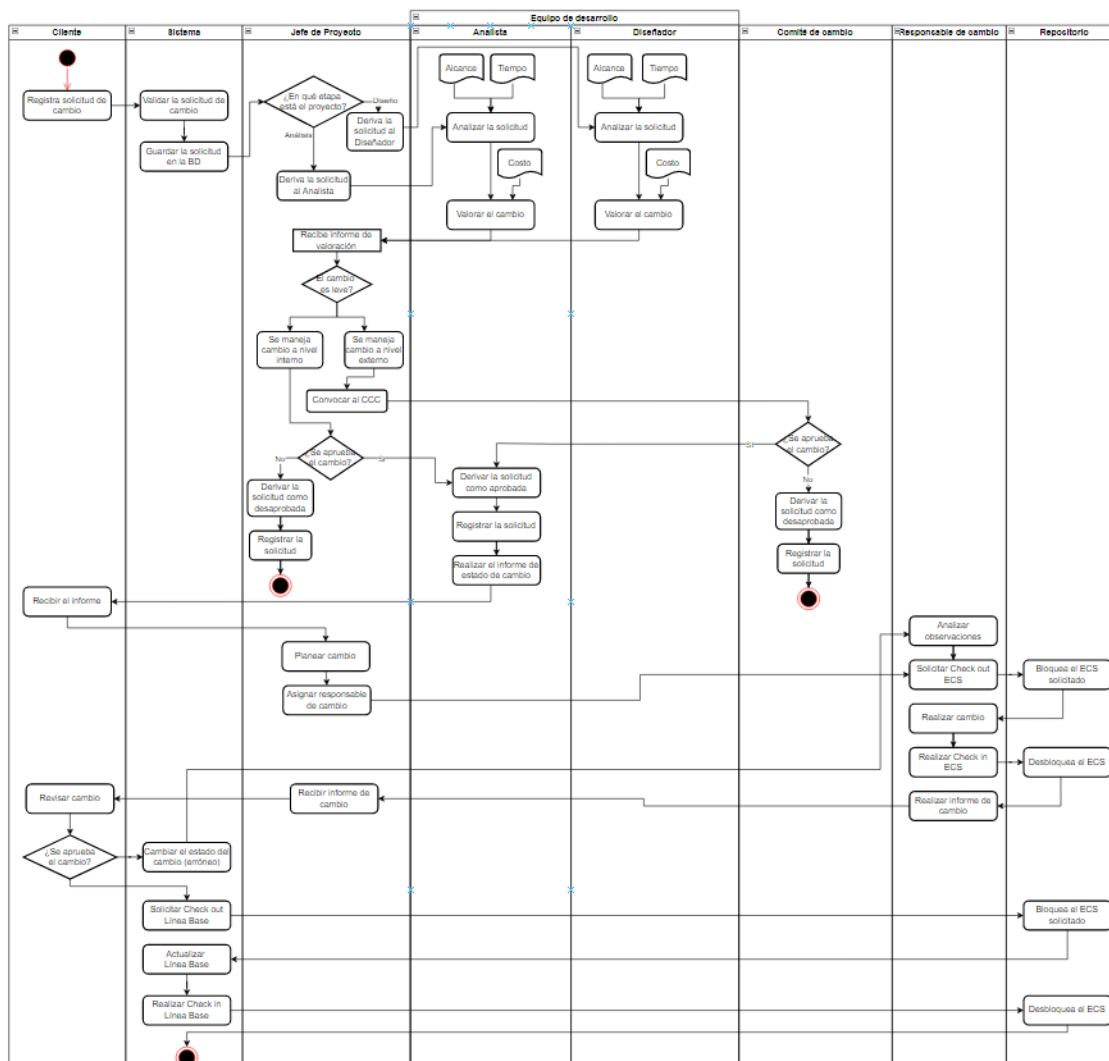 Equipo de desarrollo
Cliente
Sistema
Jefe de Proyecto
Analista
Diseñador
Comité de cambio
Responsable de cambio
Repositorio
Registra solicitud de
cambio
Validar la solicitud de
cambio
Guardar la solicitud
en la BD
¿En qué etapa
está el proyecto?
Diseño
Análisis
Deriva la
solicitud al
Diseñador
Deriva la solicitud
al Analista
Alcance
Tiempo
Analizar la solicitud
Costo
Valorar el cambio
Alcance
Tiempo
Analizar la solicitud
Costo
Valorar el cambio
Recibe informe de
valoración
El cambio
es leve?
Se maneja
cambio a nivel
interno
Se maneja
cambio a nivel
externo
Convocar al CCC
¿Se aprueba
el cambio?
No
Si
Derivar la
solicitud como
desaprobada
Registrar la
solicitud
Derivar la solicitud
como aprobada
Registrar la solicitud
Realizar el informe de
estado de cambio
¿Se aprueba
el cambio?
Si
No
Derivar la
solicitud como
desaprobada
Registrar la
solicitud
Recibir el informe
Planear cambio
Asignar responsable
de cambio
Analizar
observaciones
Solicitar Check out
ECS
Bloquea el ECS
solicitado
Realizar cambio
Realizar Check in
ECS
Desbloquea el ECS
Realizar informe de
cambio
Recibir informe de
cambio
Revisar cambio
¿Se aprueba
el cambio?
Cambiar el estado del
cambio (erróneo)
Solicitar Check out
Línea Base
Bloquea el ECS
solicitado
Actualizar
Línea Base
Realizar Check in
Línea Base
Desbloquea el ECS